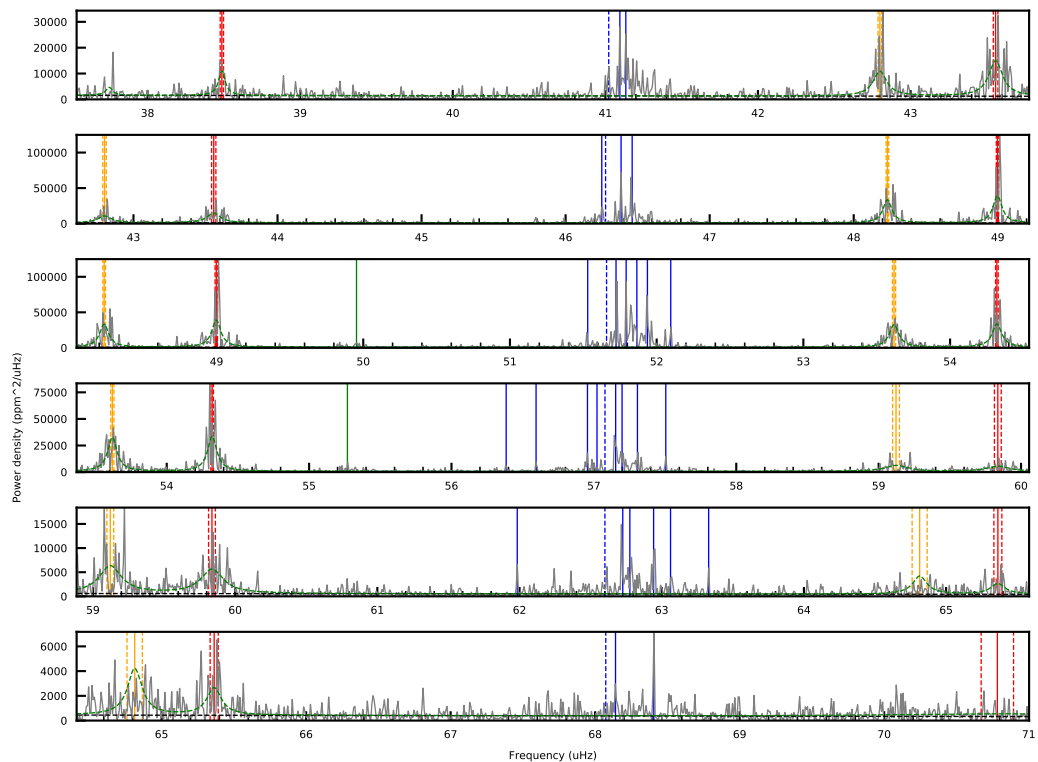 30000
20000
10000
0
38 39 40 41 42 43
100000
50000
0
43 44 45 46 47 48 49
100000
50000
0
49 50 51 52 53 54
75000
50000
25000
0
54 55 56 57 58 59 60
15000
10000
5000
0
59 60 61 62 63 64 65
6000
4000
2000
0
65 66 67 68 69 70 71
Power density (ppm^2/uHz)
Frequency (uHz)